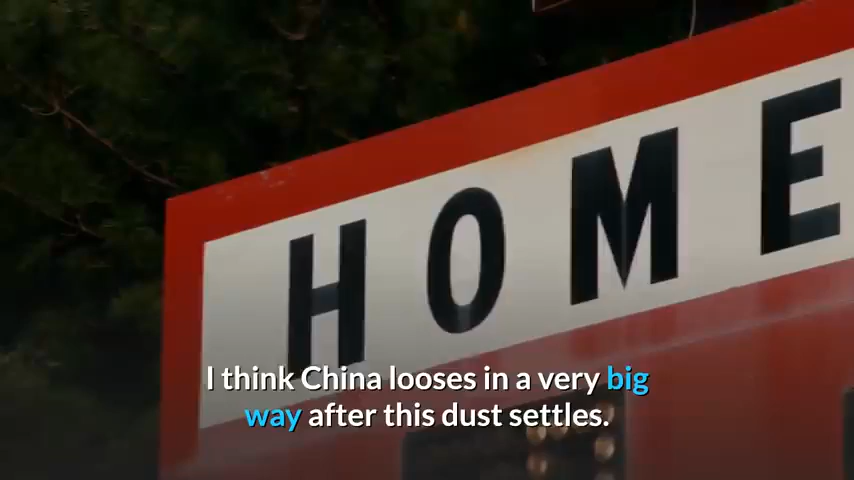 HOME
I think China looses in a very big
way after this dust settles.